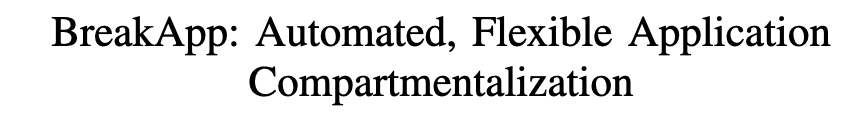 BreakApp: Automated, Flexible Application
Compartmentalization